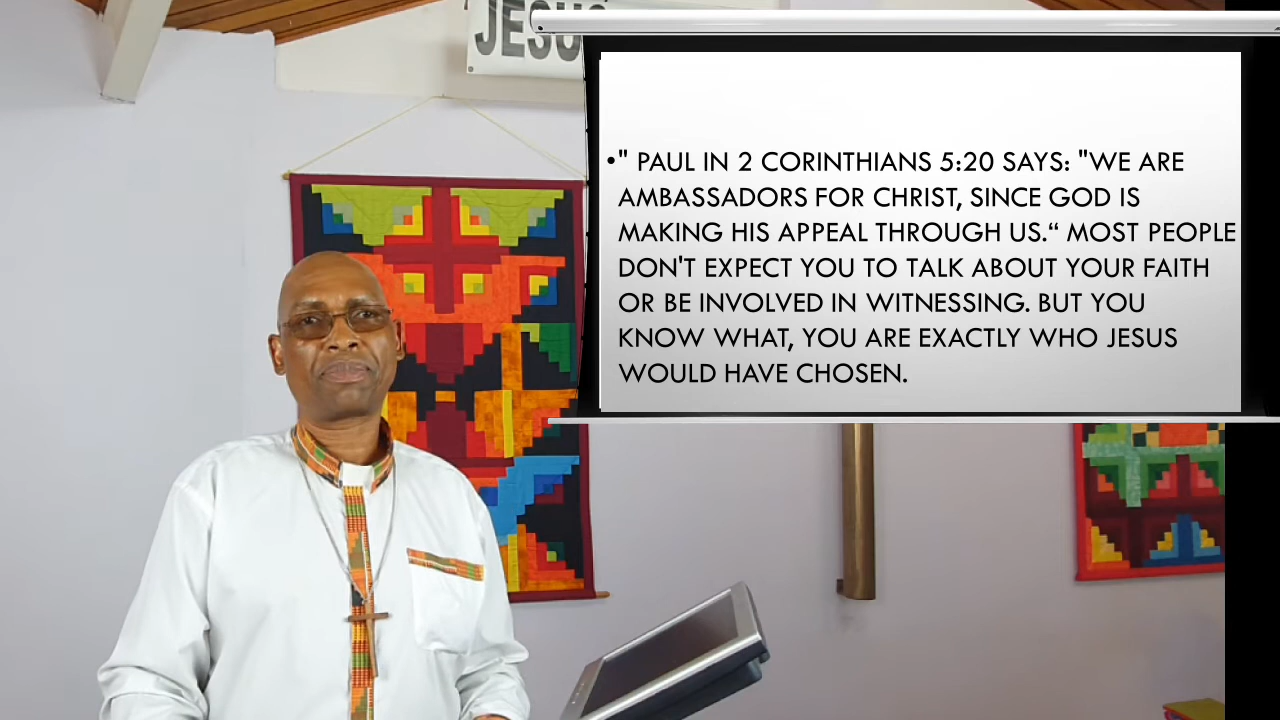 JESUS
•" PAUL IN 2 CORINTHIANS 5:20 SAYS: "WE ARE
AMBASSADORS FOR CHRIST, SINCE GOD IS
MAKING HIS APPEAL THROUGH US.“ MOST PEOPLE
DON'T EXPECT YOU TO TALK ABOUT YOUR FAITH
OR BE INVOLVED IN WITNESSING. BUT YOU
KNOW WHAT, YOU ARE EXACTLY WHO JESUS
WOULD HAVE CHOSEN.